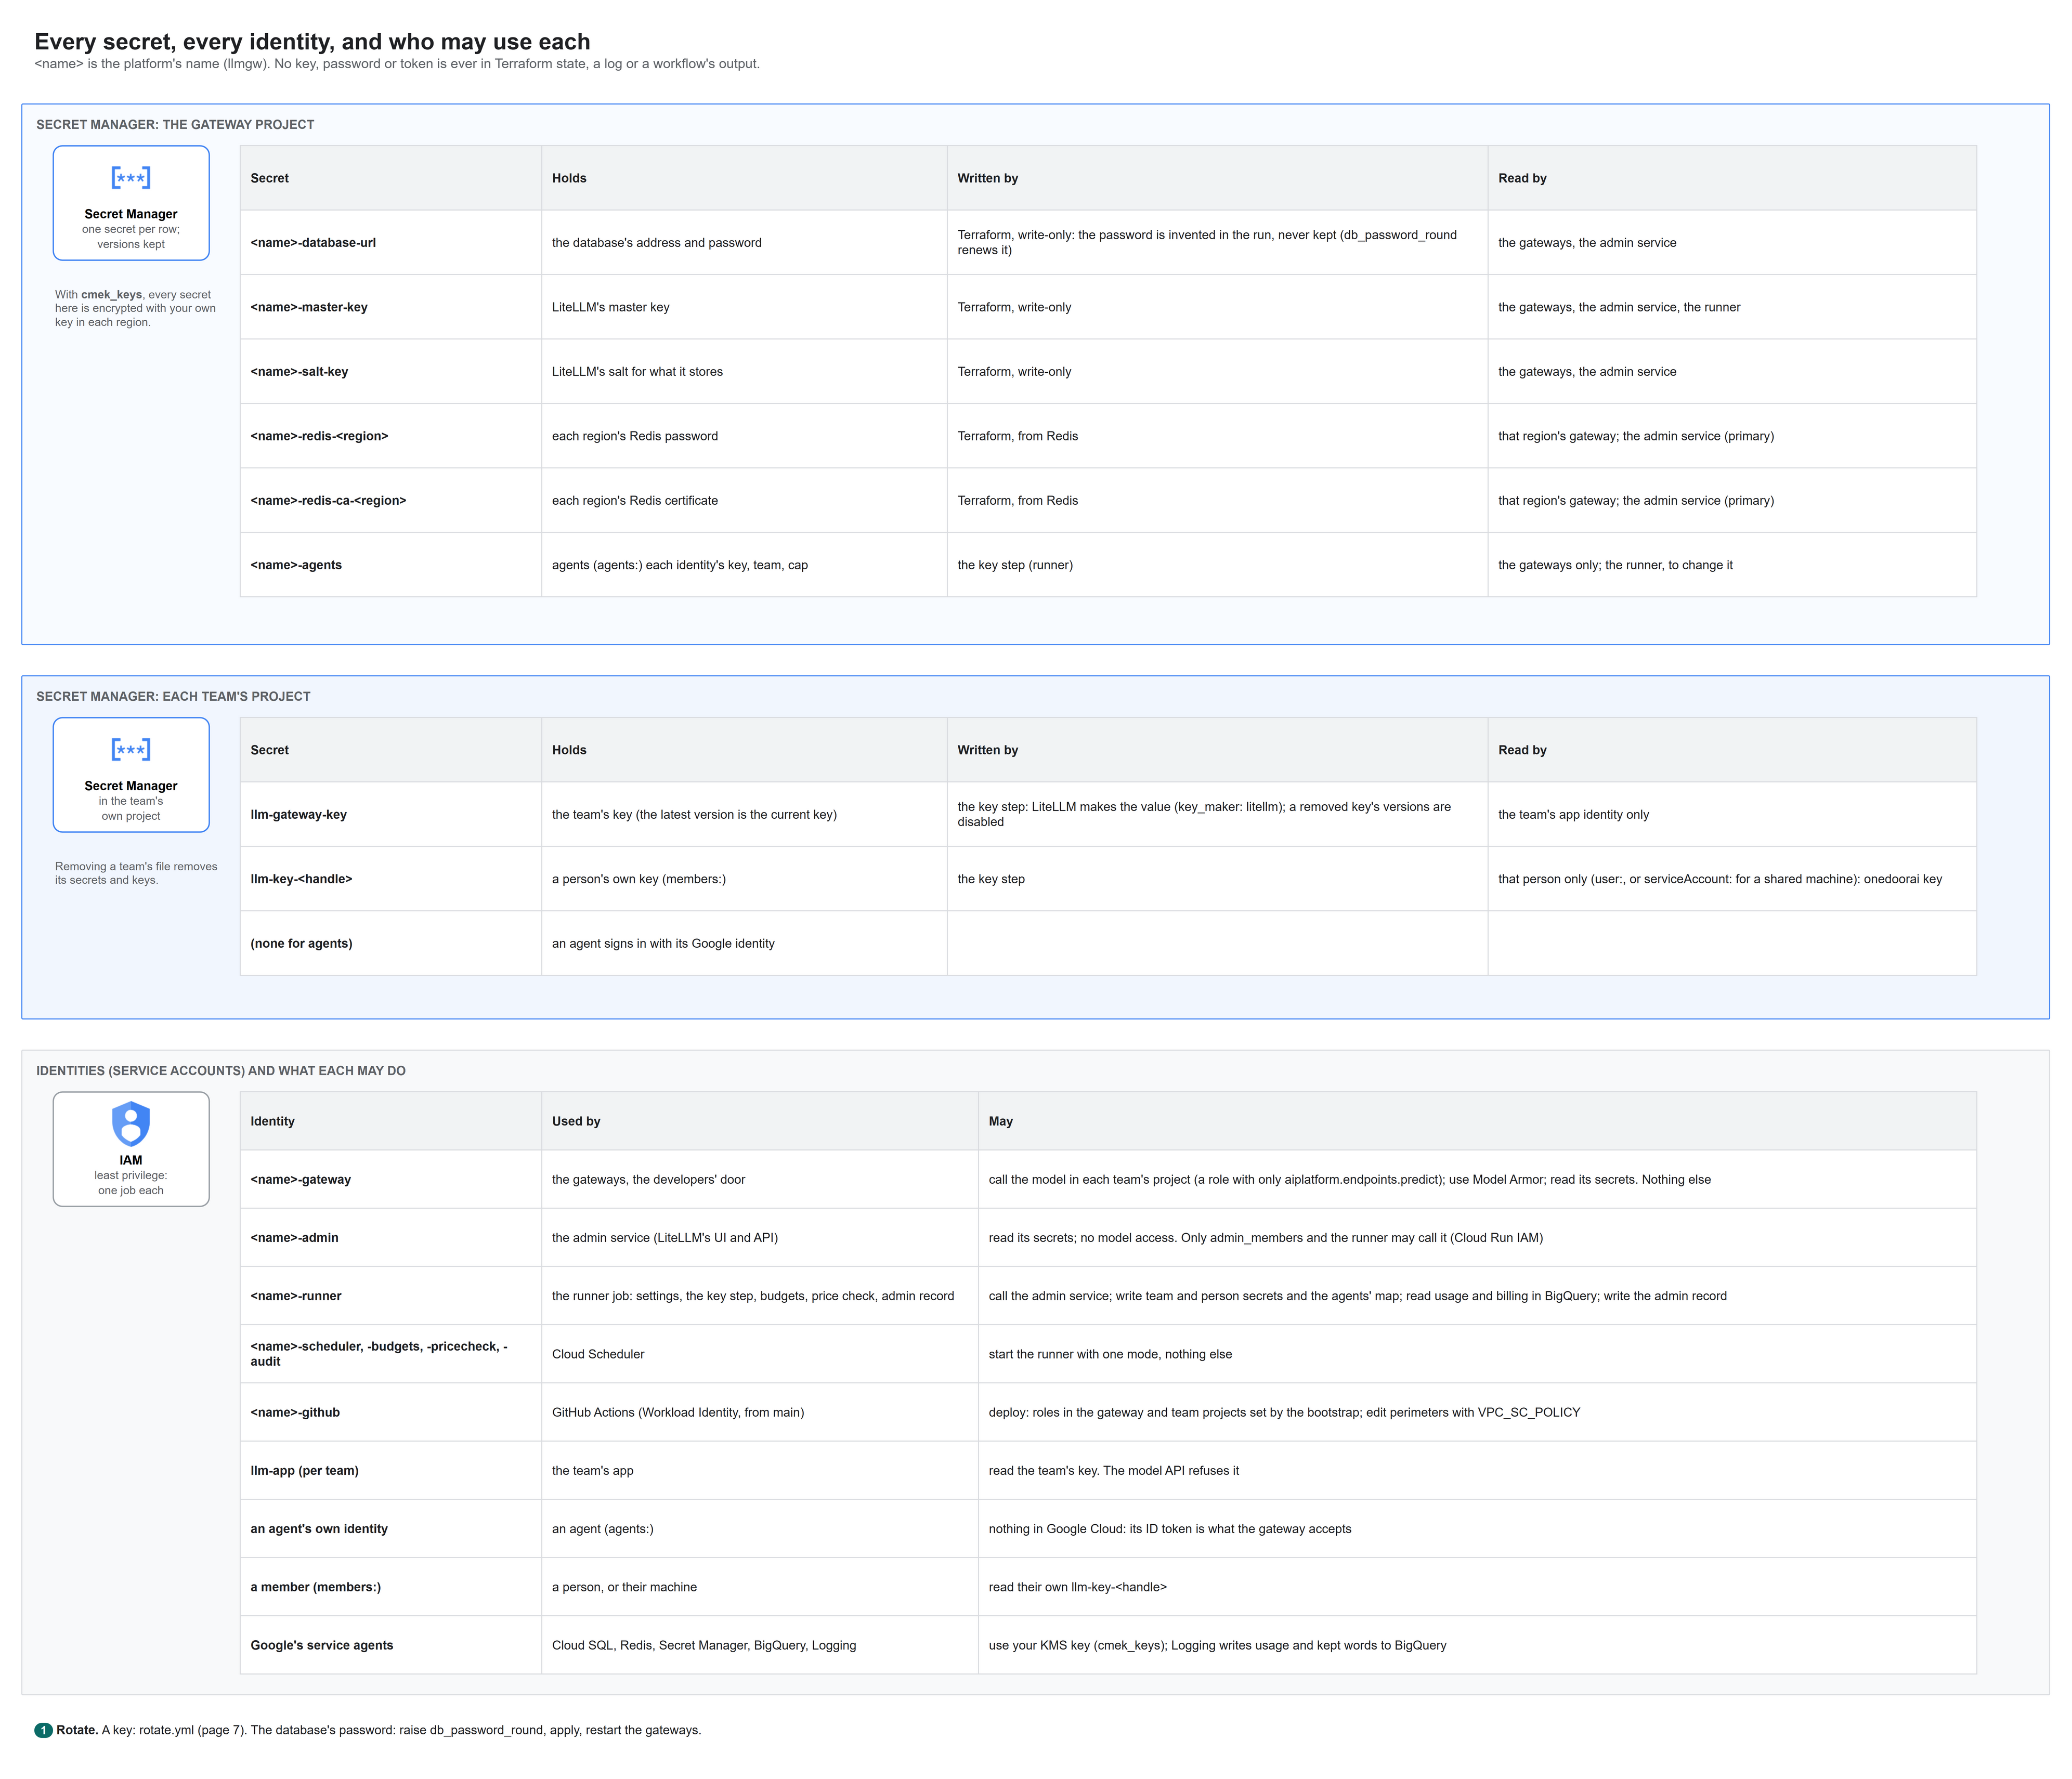 Every secret, every identity, and who may use each
<name> is the platform's name (llmgw). No key, password or token is ever in Terraform state, a log or a workflow's output.
SECRET MANAGER: THE GATEWAY PROJECT
[***]
Secret Manager
one secret per row;
versions kept
With cmek_keys, every secret
here is encrypted with your own
key in each region.
Secret
Holds
Written by
Read by
<name>-database-url
the database's address and password
Terraform, write-only: the password is invented in the run, never kept (db_password_round
renews it)
the gateways, the admin service
<name>-master-key
LiteLLM's master key
Terraform, write-only
the gateways, the admin service, the runner
<name>-salt-key
LiteLLM's salt for what it stores
Terraform, write-only
the gateways, the admin service
<name>-redis-<region>
each region's Redis password
Terraform, from Redis
that region's gateway; the admin service (primary)
<name>-redis-ca-<region>
each region's Redis certificate
Terraform, from Redis
that region's gateway; the admin service (primary)
<name>-agents
agents (agents:) each identity's key, team, cap
the key step (runner)
the gateways only; the runner, to change it
SECRET MANAGER: EACH TEAM'S PROJECT
[***]
Secret Manager
in the team's
own project
Removing a team's file removes
its secrets and keys.
Secret
Holds
Written by
Read by
llm-gateway-key
the team's key (the latest version is the current key)
the key step: LiteLLM makes the value (key_maker: litellm); a removed key's versions are
disabled
the team's app identity only
llm-key-<handle>
a person's own key (members:)
the key step
that person only (user:, or serviceAccount: for a shared machine): onedoorai key
(none for agents)
an agent signs in with its Google identity
IDENTITIES (SERVICE ACCOUNTS) AND WHAT EACH MAY DO
IAM
least privilege:
one job each
Identity
Used by
May
<name>-gateway
the gateways, the developers' door
call the model in each team's project (a role with only aiplatform.endpoints.predict); use Model Armor; read its secrets. Nothing else
<name>-admin
the admin service (LiteLLM's UI and API)
read its secrets; no model access. Only admin_members and the runner may call it (Cloud Run IAM)
<name>-runner
the runner job: settings, the key step, budgets, price check, admin record
call the admin service; write team and person secrets and the agents' map; read usage and billing in BigQuery; write the admin record
<name>-scheduler, -budgets, -pricecheck, -
audit
Cloud Scheduler
start the runner with one mode, nothing else
<name>-github
GitHub Actions (Workload Identity, from main)
deploy: roles in the gateway and team projects set by the bootstrap; edit perimeters with VPC_SC_POLICY
llm-app (per team)
the team's app
read the team's key. The model API refuses it
an agent's own identity
an agent (agents:)
nothing in Google Cloud: its ID token is what the gateway accepts
a member (members:)
a person, or their machine
read their own llm-key-<handle>
Google's service agents
Cloud SQL, Redis, Secret Manager, BigQuery, Logging
use your KMS key (cmek_keys); Logging writes usage and kept words to BigQuery
1 Rotate. A key: rotate.yml (page 7). The database's password: raise db_password_round, apply, restart the gateways.